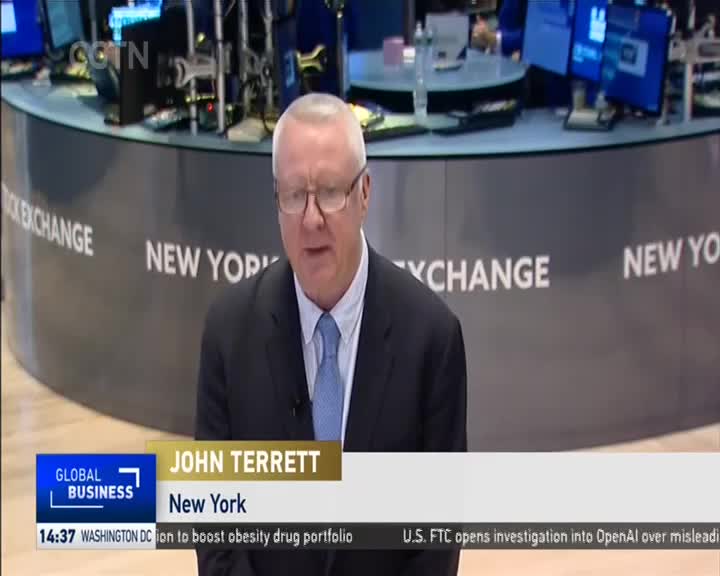 CGTN
STOCK EXCHANGE
NEW YORK
EXCHANGE
NEW YO
JOHN TERRETT
GLOBAL
BUSINESS
New York
14:37 WASHINGTON DC
ion to boost obesity drug portfolio
U.S. FTC opens investigation into OpenAI over misleadi